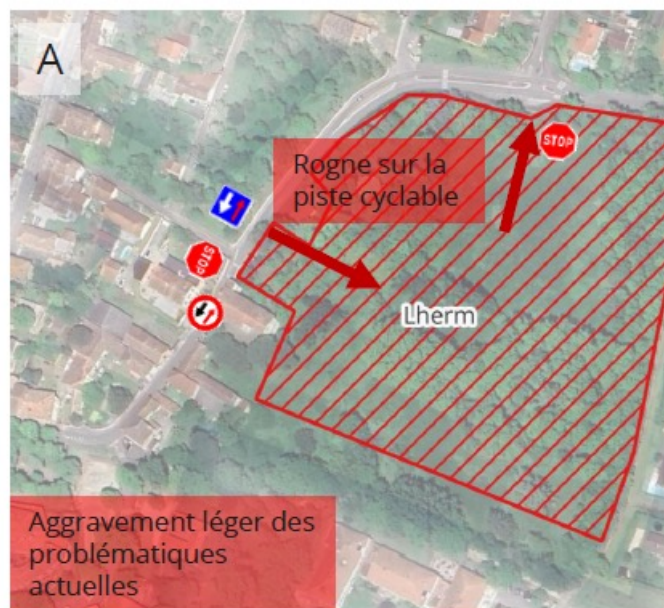 A
Rogne sur la
piste cyclable
STOP
STOP
Lherm
Aggravement léger des
problématiques
actuelles